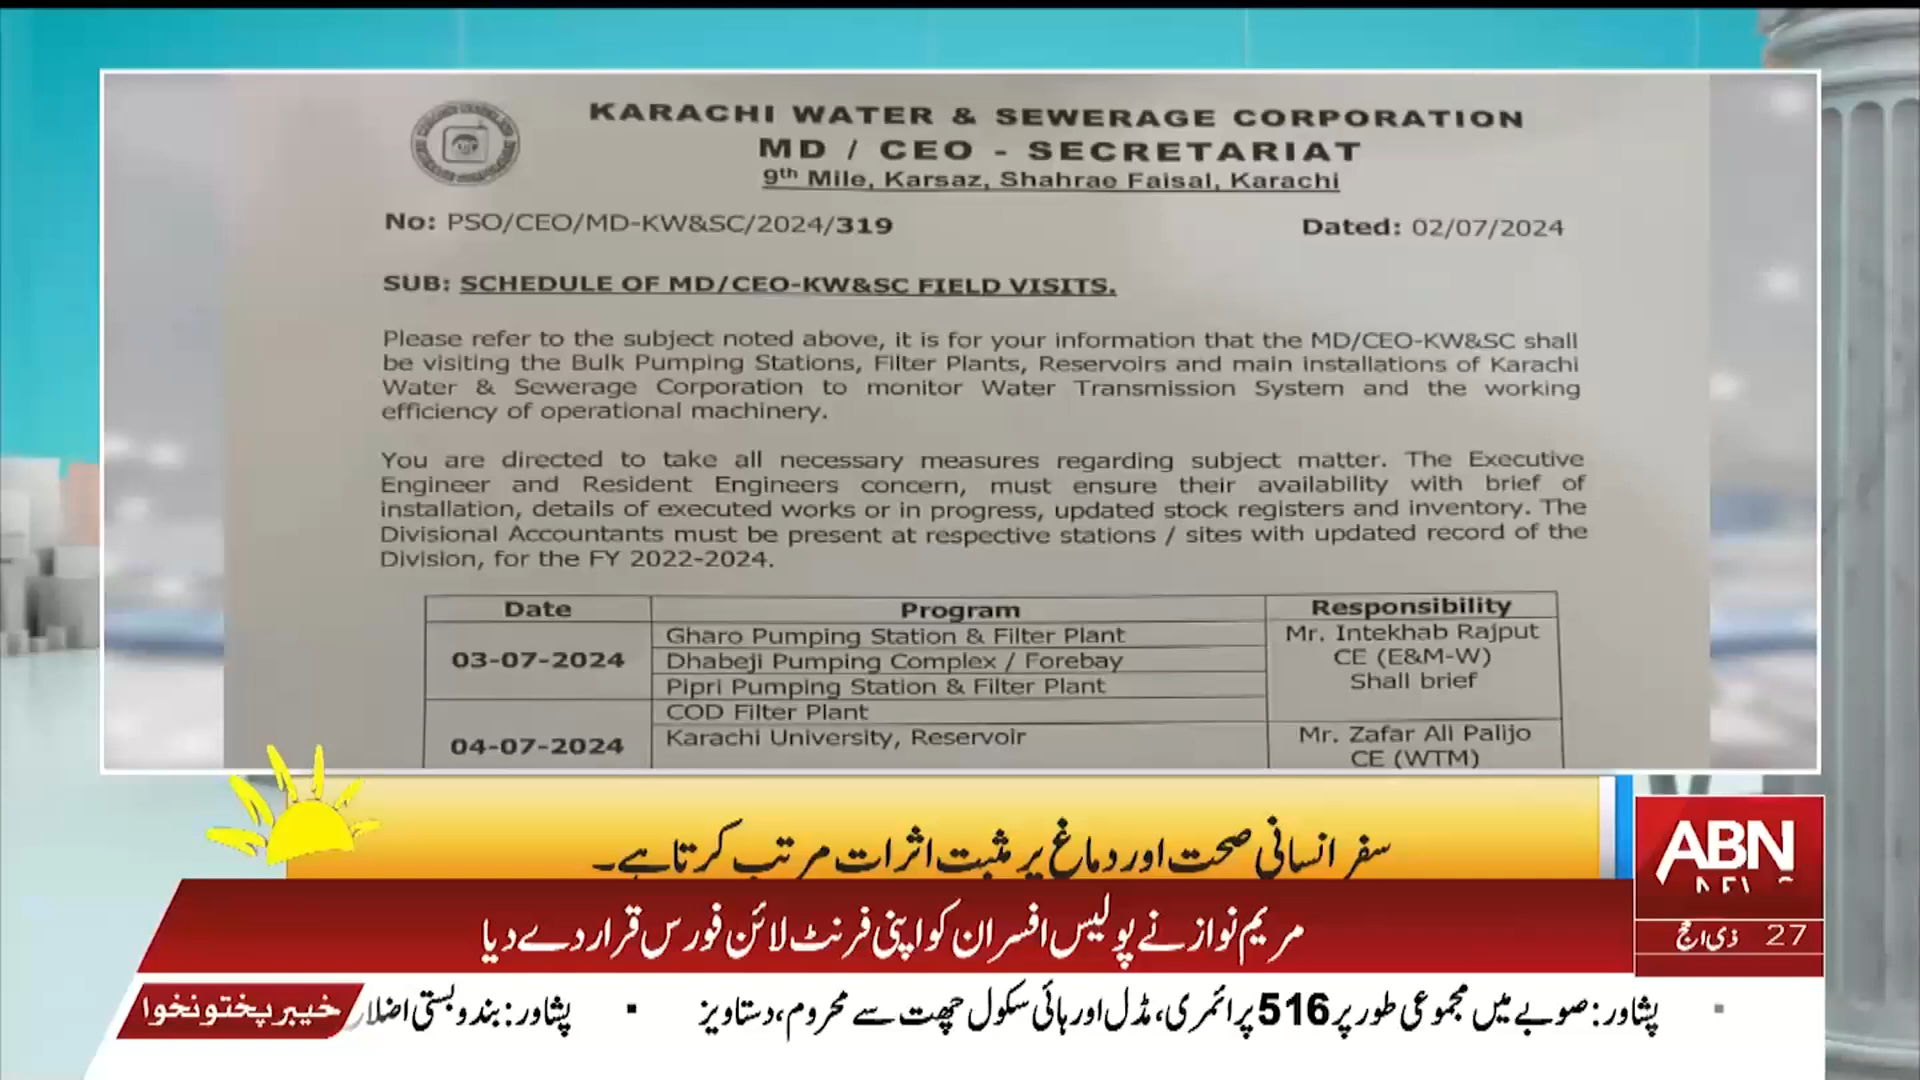 KARACHI WATER & SEWERAGE CORPORATION
MD / CEO - SECRETARIAT
9th Mile, Karsaz, Shahrae Faisal, Karachi
No: PSO/CEO/MD-KW&SC/2024/319
Dated: 02/07/2024
SUB: SCHEDULE OF MD/CEO-KW&SC FIELD VISITS.
Please refer to the subject noted above, it is for your information that the MD/CEO-KW&SC shall
be visiting the Bulk Pumping Stations, Filter Plants, Reservoirs and main installations of Karachi
Water & Sewerage Corporation to monitor Water Transmission System and the working
efficiency of operational machinery.
You are directed to take all necessary measures regarding subject matter. The Executive
Engineer and Resident Engineers concern, must ensure their availability with brief of
installation, details of executed works or in progress, updated stock registers and inventory. The
Divisional Accountants must be present at respective stations / sites with updated record of the
Division, for the FY 2022-2024.
Date Program Responsibility
03-07-2024
Gharo Pumping Station & Filter Plant
Dhabeji Pumping Complex / Forebay
Pipri Pumping Station & Filter Plant
Mr. Intekhab Rajput
CE (E&M-W)
Shall brief
04-07-2024
COD Filter Plant
Karachi University, Reservoir
Mr. Zafar Ali Palijo
CE (WTM)
سفر انسانی صحت اور دماغ پر مثبت اثرات مرتب کرتا ہے۔
مریم نواز نے پولیس افسران کو اپنی فرنٹ لائن فورس قرار دے دیا
ABN
27 ذی الحج
خیبر پختونخوا
پشاور: صوبے میں مجموعی طور پر 516 پرائمری، مڈل اور ہائی سکول چھت سے محروم، دستاویز ▪ پشاور: بندوبستی